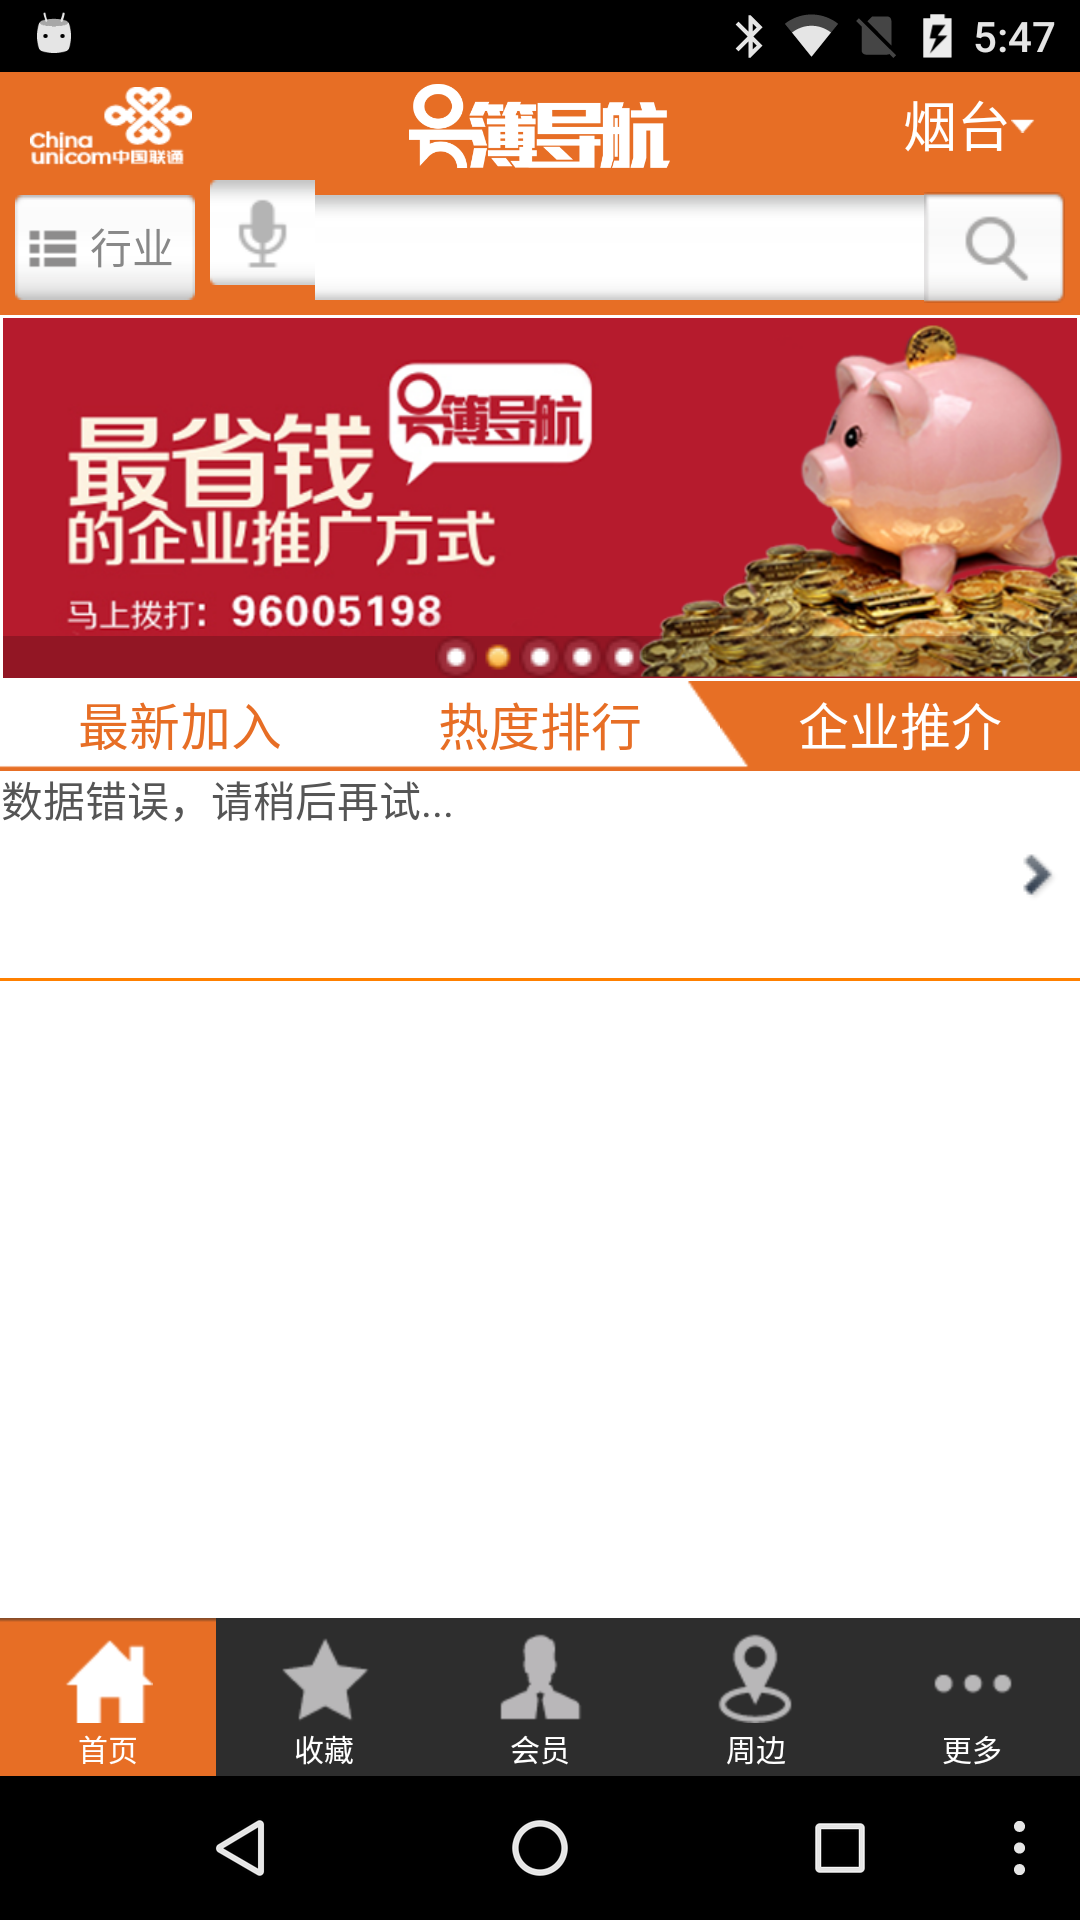 5:47
China
unicom中国联通
号簿导航
烟台
行业
号簿导航
最省钱
的企业推广方式
马上拨打：96005198
最新加入
热度排行
企业推介
数据错误，请稍后再试...
首页
收藏
会员
周边
更多